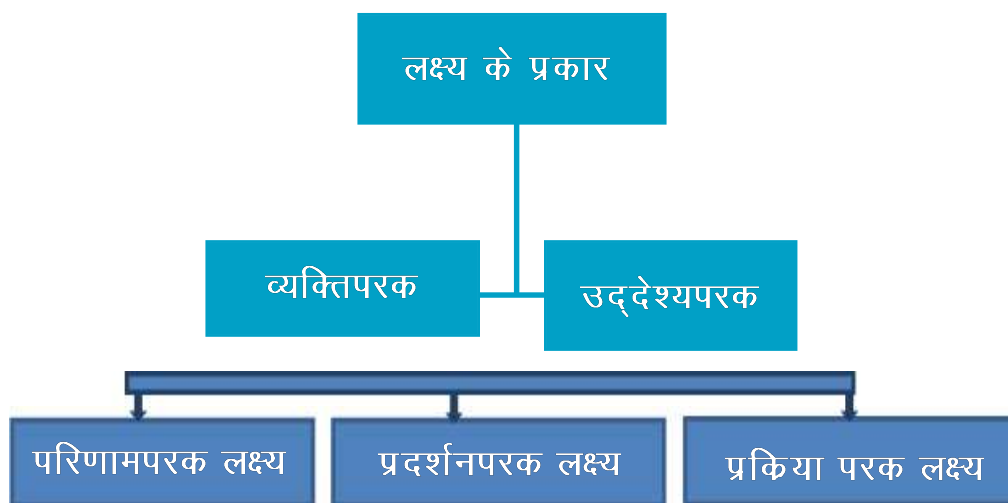 लक्ष्य के प्रकार
व्यक्तिपरक
उद्‌देश्यपरक
परिणामपरक लक्ष्य
प्रदर्शनपरक लक्ष्य
प्रक्रिया परक लक्ष्य